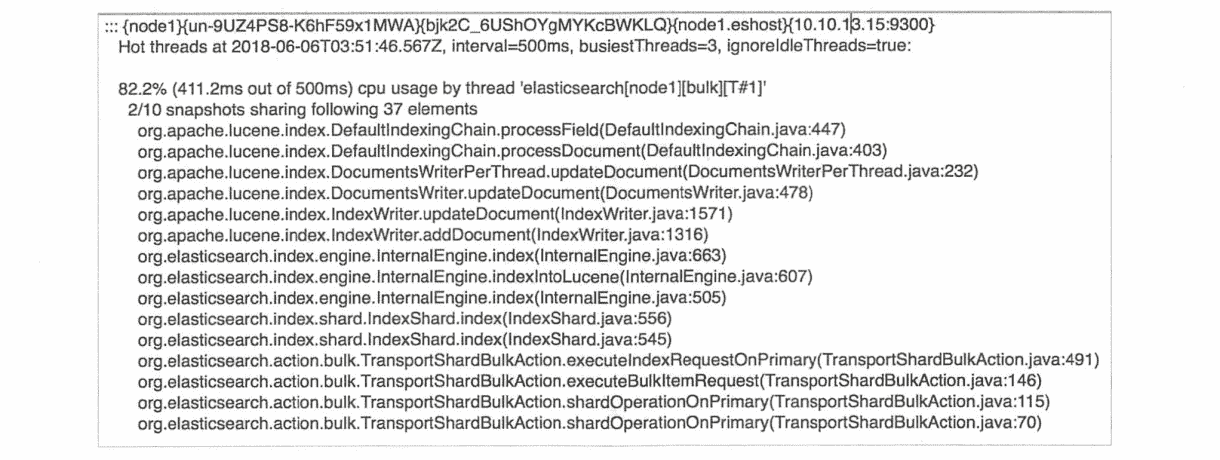 ::: {node1}{un-9UZ4PS8-K6hF59x1MWA}{bjk2C_6UShOYgMYKcBWKLQ}{node1.eshost}{10.10.13.15:9300}
Hot threads at 2018-06-06T03:51:46.567Z, interval=500ms, busiestThreads=3, ignoreIdleThreads=true:
82.2% (411.2ms out of 500ms) cpu usage by thread 'elasticsearch[node1][bulk][T#1]'
2/10 snapshots sharing following 37 elements
org.apache.lucene.index.DefaultIndexingChain.processField(DefaultIndexingChain.java:447)
org.apache.lucene.index.DefaultIndexingChain.processDocument(DefaultIndexingChain.java:403)
org.apache.lucene.index.DocumentsWriterPerThread.updateDocument(DocumentsWriterPerThread.java:232)
org.apache.lucene.index.DocumentsWriter.updateDocument(DocumentsWriter.java:478)
org.apache.lucene.index.IndexWriter.updateDocument(IndexWriter.java:1571)
org.apache.lucene.index.IndexWriter.addDocument(IndexWriter.java:1316)
org.elasticsearch.index.engine.InternalEngine.index(InternalEngine.java:663)
org.elasticsearch.index.engine.InternalEngine.indexIntoLucene(InternalEngine.java:607)
org.elasticsearch.index.engine.InternalEngine.index(InternalEngine.java:505)
org.elasticsearch.index.shard.IndexShard.index(IndexShard.java:556)
org.elasticsearch.index.shard.IndexShard.index(IndexShard.java:545)
org.elasticsearch.action.bulk.TransportShardBulkAction.executeIndexRequestOnPrimary(TransportShardBulkAction.java:491)
org.elasticsearch.action.bulk.TransportShardBulkAction.executeBulkItemRequest(TransportShardBulkAction.java:146)
org.elasticsearch.action.bulk.TransportShardBulkAction.shardOperationOnPrimary(TransportShardBulkAction.java:115)
org.elasticsearch.action.bulk.TransportShardBulkAction.shardOperationOnPrimary(TransportShardBulkAction.java:70)